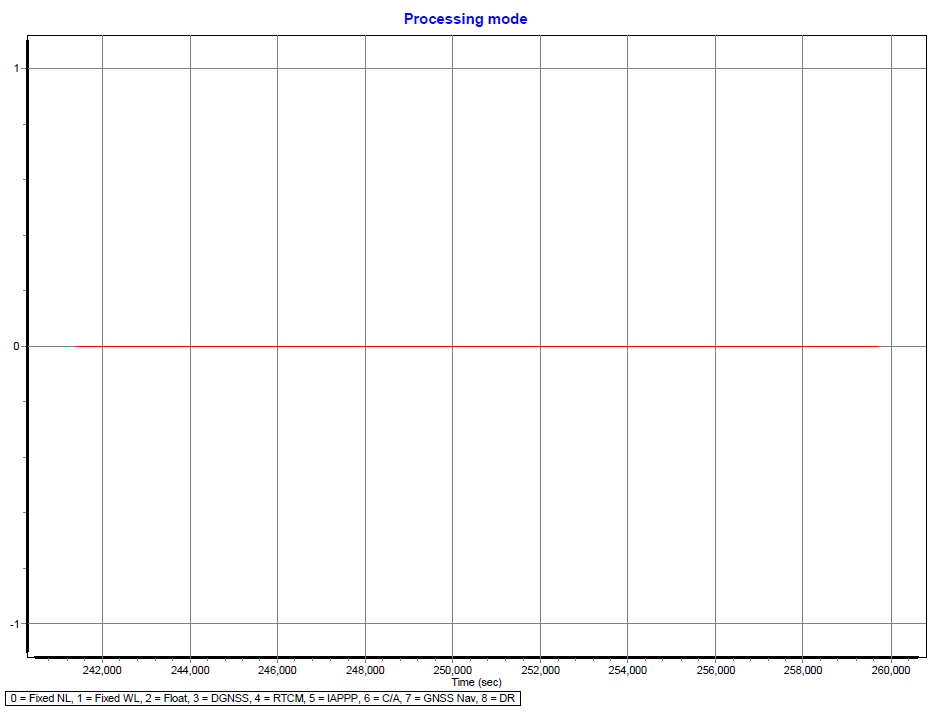 Processing mode
1
0
-1
242,000 244,000 246,000 248,000 250,000 252,000 254,000 256,000 258,000 260,000
Time (sec)
0 = Fixed NL, 1 = Fixed WL, 2 = Float, 3 = DGNSS, 4 = RTCM, 5 = IAPPP, 6 = C/A, 7 = GNSS Nav, 8 = DR